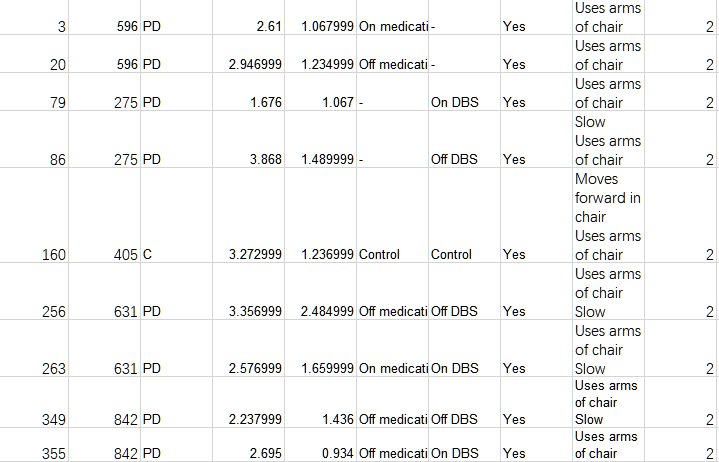 Uses arms
3 596 PD 2.61 1.067999 On medicati - Yes of chair 2
Uses arms
20 596 PD 2.946999 1.234999 Off medicati - Yes of chair 2
Uses arms
79 275 PD 1.676 1.067 - On DBS Yes of chair 2
Slow
Uses arms
86 275 PD 3.868 1.489999 - Off DBS Yes of chair 2
Moves
forward in
chair
Uses arms
160 405 C 3.272999 1.236999 Control Control Yes of chair 2
Uses arms
of chair
256 631 PD 3.356999 2.484999 Off medicati Off DBS Yes Slow 2
Uses arms
of chair
263 631 PD 2.576999 1.659999 On medicati On DBS Yes Slow 2
Uses arms
of chair
349 842 PD 2.237999 1.436 Off medicati Off DBS Yes Slow 2
Uses arms
355 842 PD 2.695 0.934 Off medicati On DBS Yes of chair 2